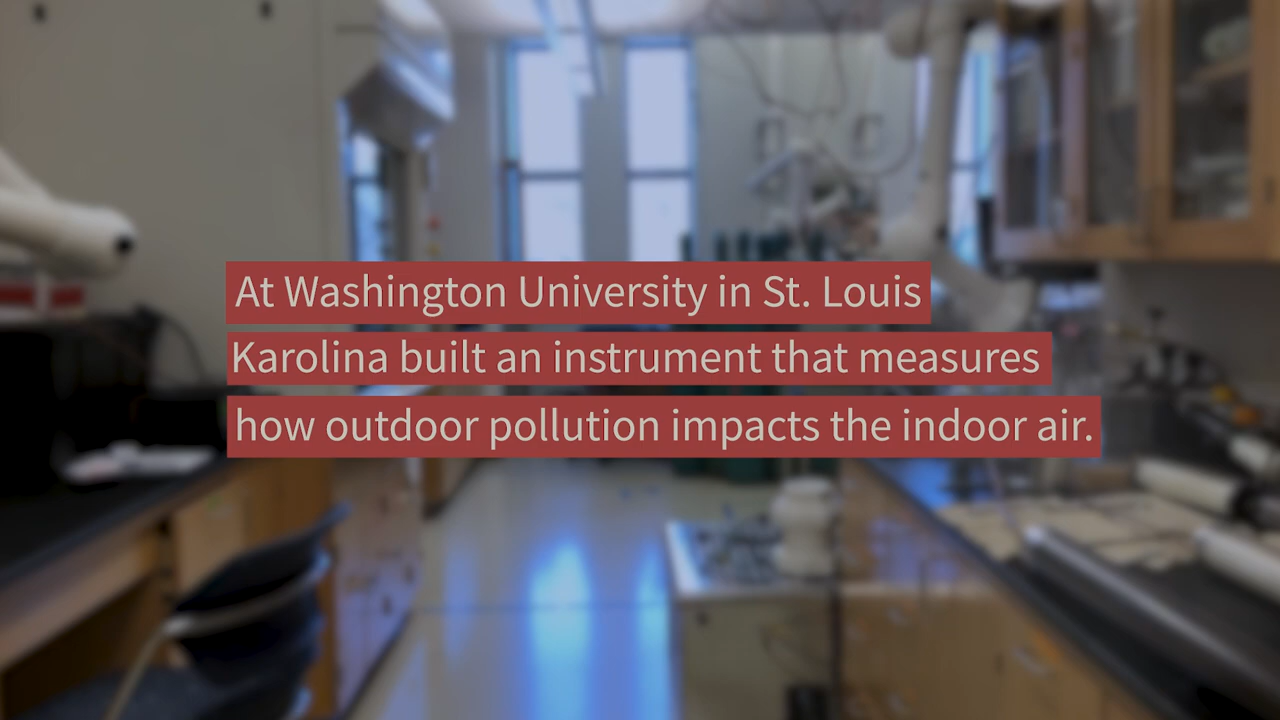 At Washington University in St. Louis
Karolina built an instrument that measures
how outdoor pollution impacts the indoor air.